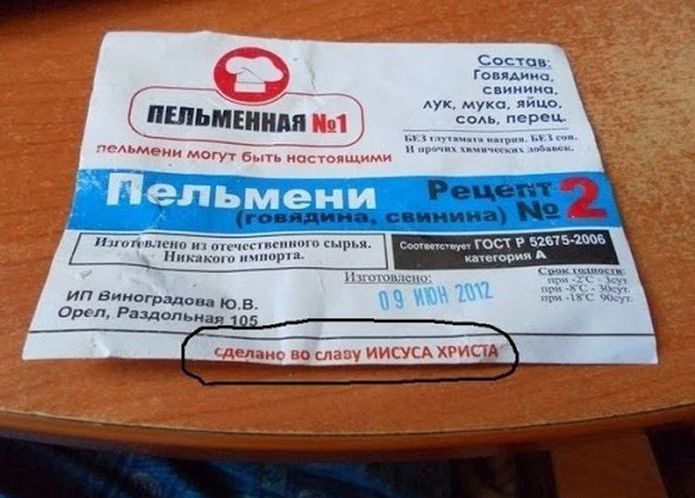 Состав:
Говядина,
свинина,
лук, мука, яйцо,
соль, перец.
БЕЗ глутамата натрия. БЕЗ сои.
И прочих химических добавок.
ПЕЛЬМЕННАЯ №1
пельмени могут быть настоящими
Пельмени Рецепт № 2
(говядина, свинина)
Изготовлено из отечественного сырья.
Никакого импорта.
Соответствует ГОСТ Р 52675-2006
категория А
Изготовлено:
09 ИЮН 2012
Срок годности:
при -2°С - 3сут
при -8°С - 30сут.
при -18°С 90сут.
ИП Виноградова Ю.В.
Орел, Раздольная 105
сделано во славу ИИСУСА ХРИСТА